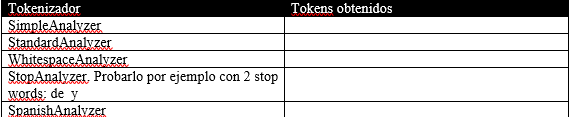 Tokenizador Tokens obtenidos
SimpleAnalyzer
StandardAnalyzer
WhitespaceAnalyzer
StopAnalyzer. Probarlo por ejemplo con 2 stop
words: de y
SpanishAnalyzer